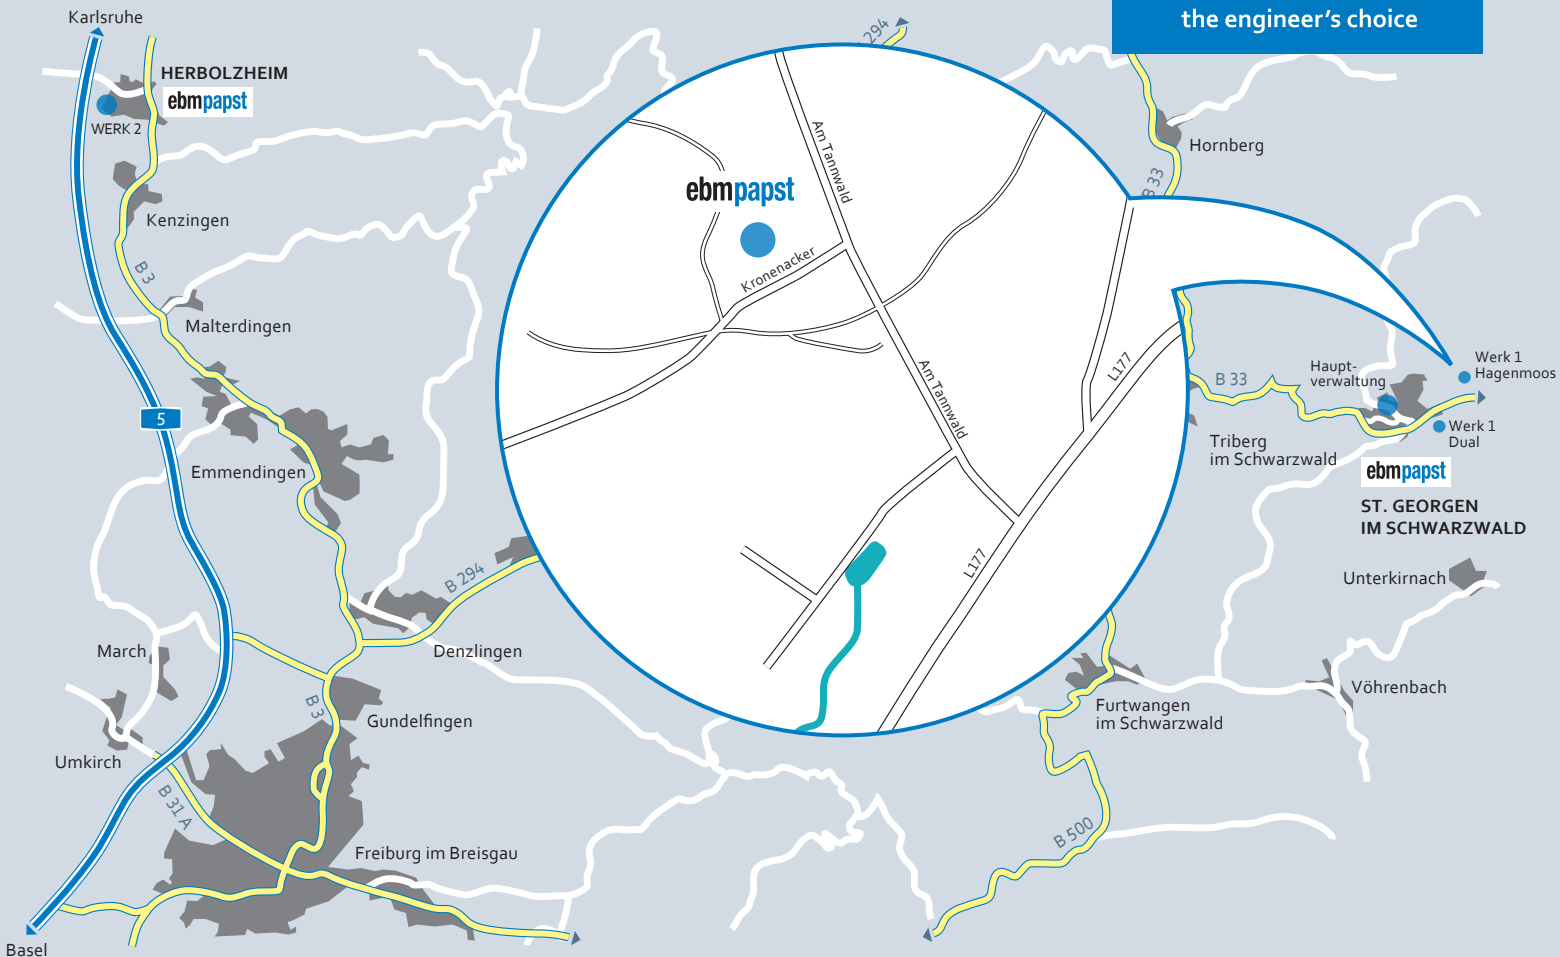 the engineer's choice
Karlsruhe
294
HERBOLZHEIM
ebmpapst
WERK 2
Hornberg
Am Tannwald
ebmpapst
B 33
Kenzingen
Kronenacker
B 3
Malterdingen
Am Tannwald
L177
B 33
Haupt-
verwaltung
Werk 1
Hagenmoos
5
Emmendingen
Triberg
im Schwarzwald
Werk 1
Dual
ebmpapst
ST. GEORGEN
IM SCHWARZWALD
B 294
L177
Unterkirnach
March
Denzlingen
Vöhrenbach
B 3
Gundelfingen
Furtwangen
im Schwarzwald
Umkirch
B 31 A
B 500
Freiburg im Breisgau
Basel